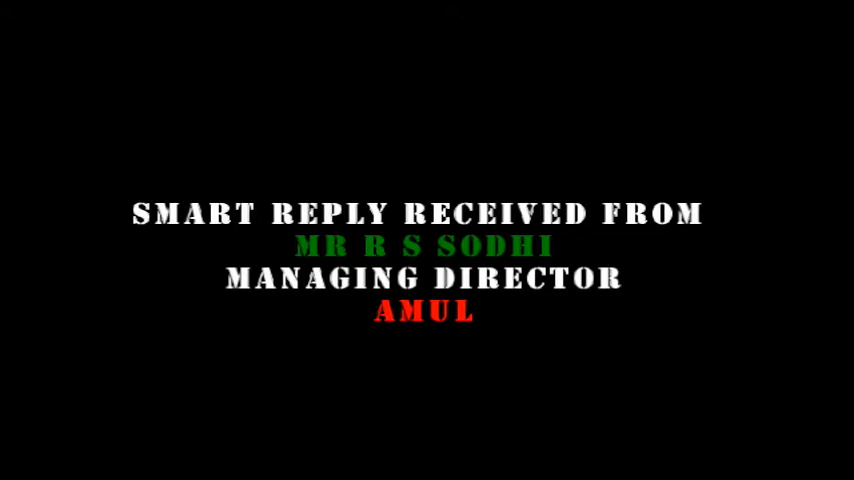 SMART REPLY RECEIVED FROM
MR R S SODHI
MANAGING DIRECTOR
AMUL